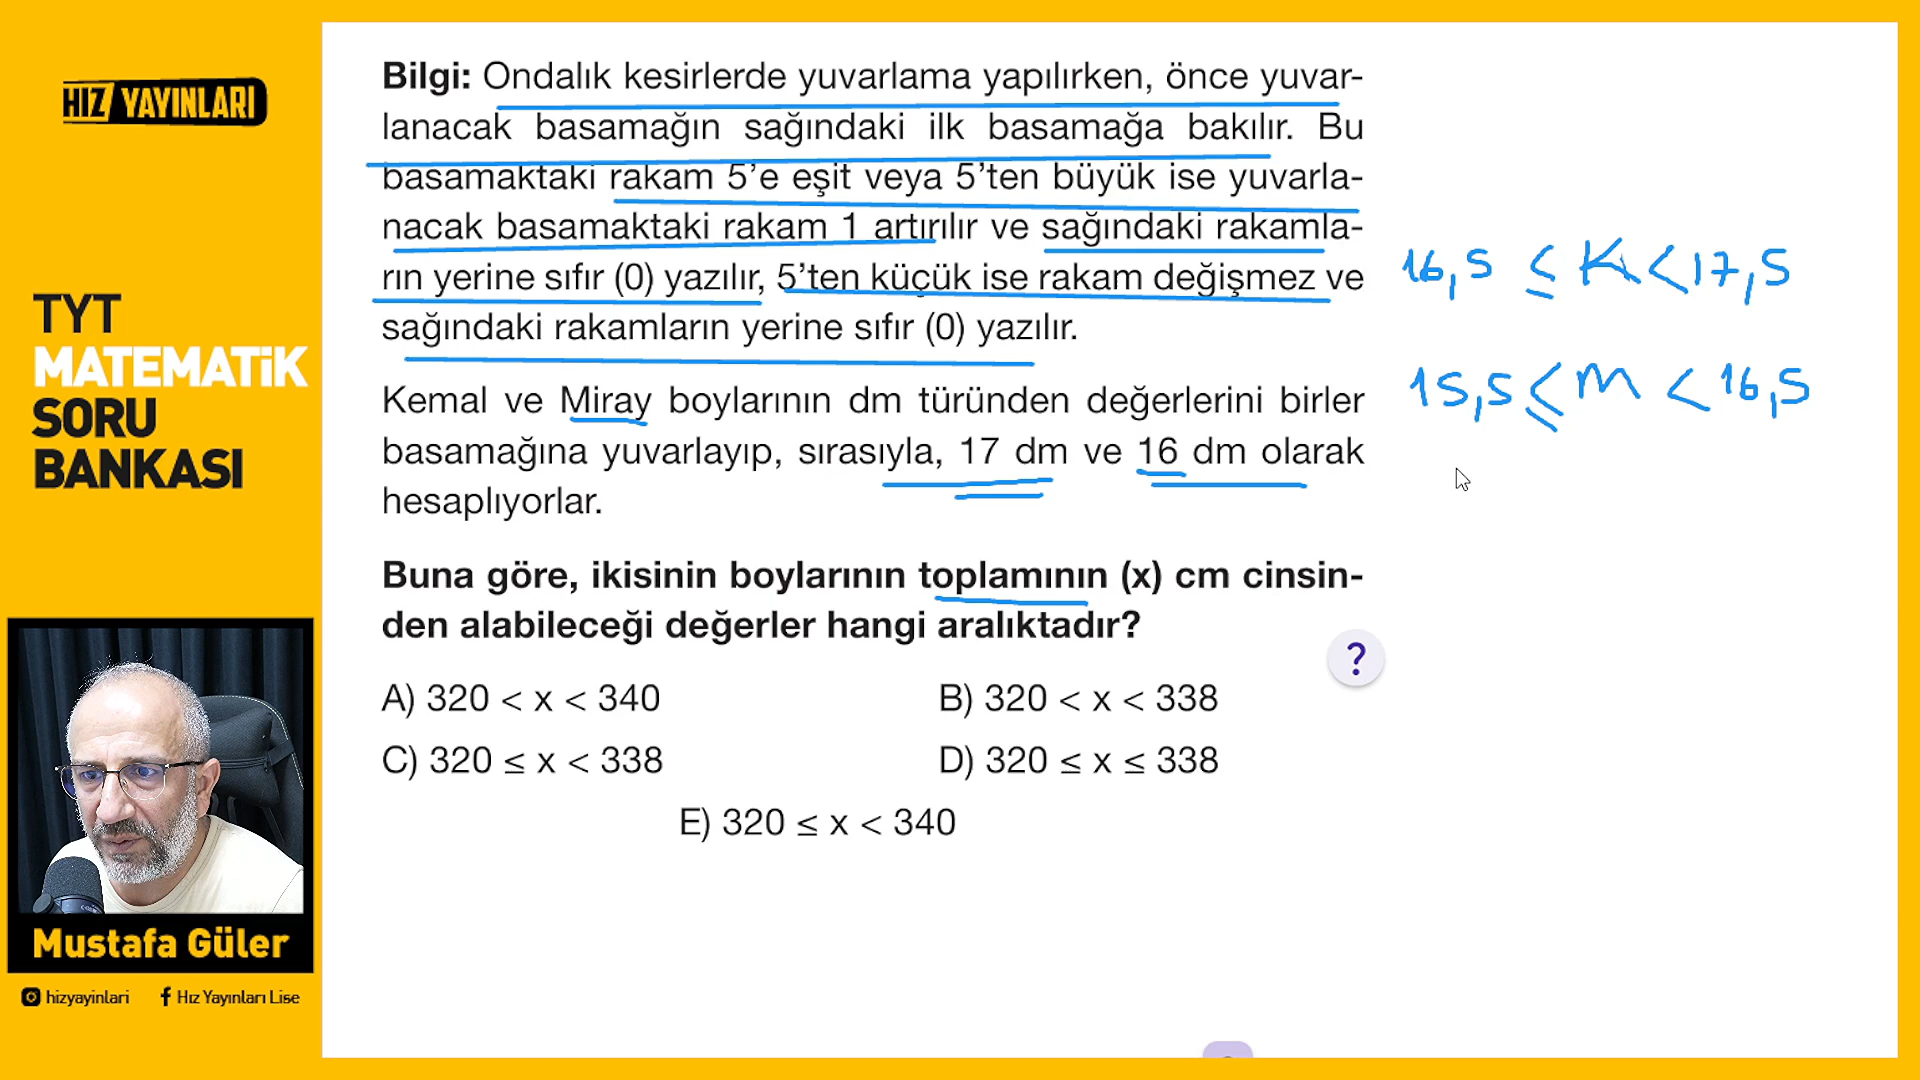 HIZ YAYINLARI
TYT
MATEMATİK
SORU
BANKASI
Mustafa Güler
hizyayinlari
Hız Yayınları Lise
Bilgi: Ondalık kesirlerde yuvarlama yapılırken, önce yuvar-
lanacak basamağın sağındaki ilk basamağa bakılır. Bu
basamaktaki rakam 5’e eşit veya 5’ten büyük ise yuvarla-
nacak basamaktaki rakam 1 artırılır ve sağındaki rakamla-
rın yerine sıfır (0) yazılır, 5’ten küçük ise rakam değişmez ve
sağındaki rakamların yerine sıfır (0) yazılır.
Kemal ve Miray boylarının dm türünden değerlerini birler
basamağına yuvarlayıp, sırasıyla, 17 dm ve 16 dm olarak
hesaplıyorlar.
Buna göre, ikisinin boylarının toplamının (x) cm cinsin-
den alabileceği değerler hangi aralıktadır?
A) 320 < x < 340
B) 320 < x < 338
C) 320 ≤ x < 338
D) 320 ≤ x ≤ 338
E) 320 ≤ x < 340
16,5 ≤ K < 17,5
15,5 ≤ M < 16,5
?